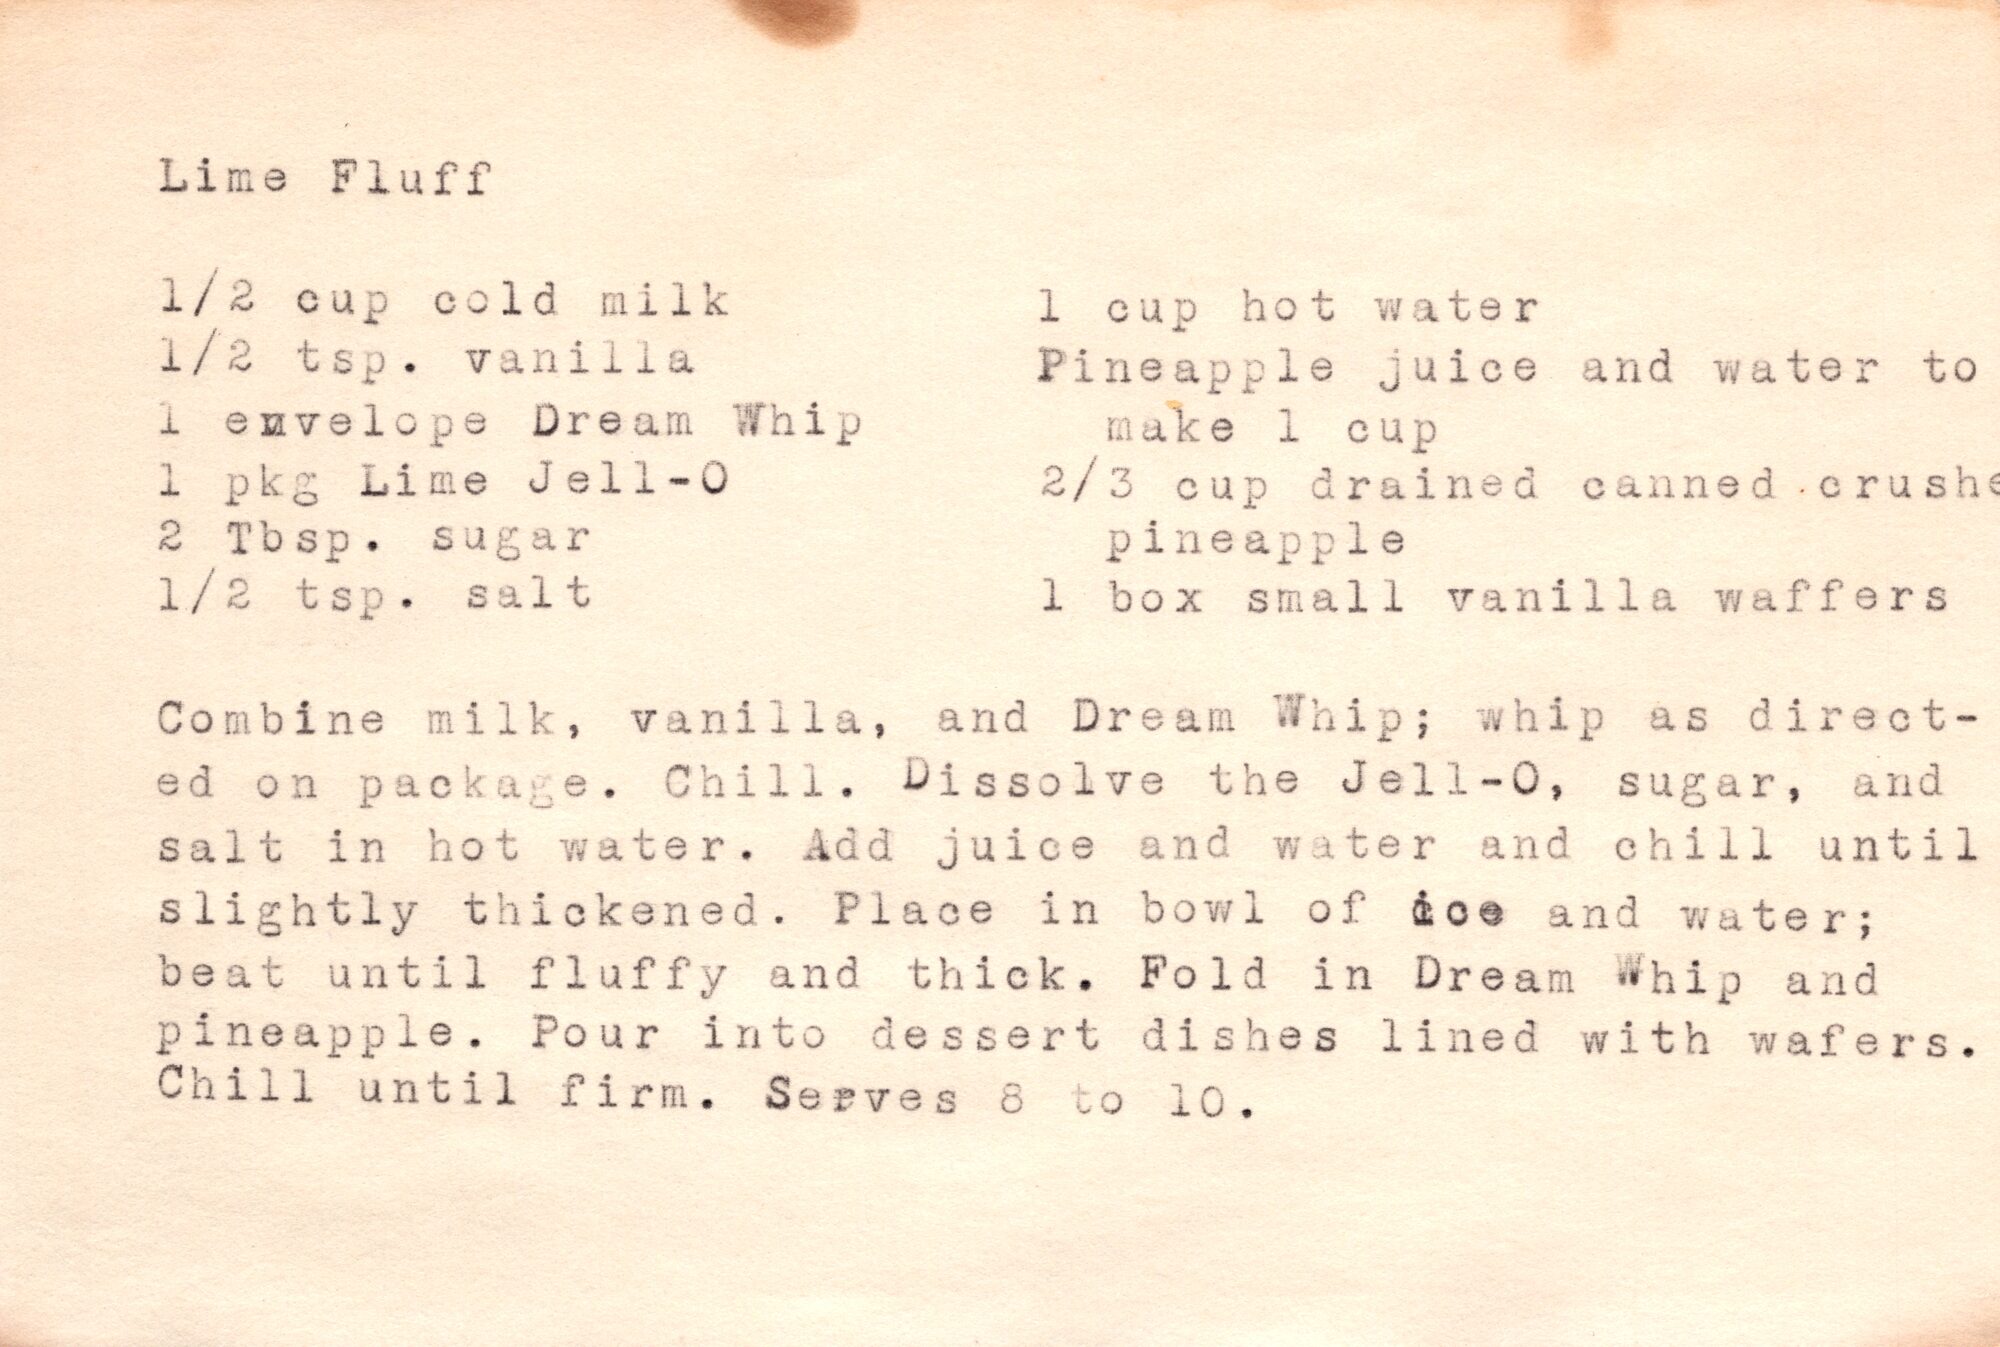 Lime Fluff
1/2 cup cold milk
1/2 tsp. vanilla
1 envelope Dream Whip
1 pkg Lime Jell-O
2 Tbsp. sugar
1/2 tsp. salt
1 cup hot water
Pineapple juice and water to
make 1 cup
2/3 cup drained canned crushe
pineapple
1 box small vanilla waffers
Combine milk, vanilla, and Dream Whip; whip as direct-
ed on package. Chill. Dissolve the Jell-O, sugar, and
salt in hot water. Add juice and water and chill until
slightly thickened. Place in bowl of ice and water;
beat until fluffy and thick. Fold in Dream Whip and
pineapple. Pour into dessert dishes lined with wafers.
Chill until firm. Serves 8 to 10.